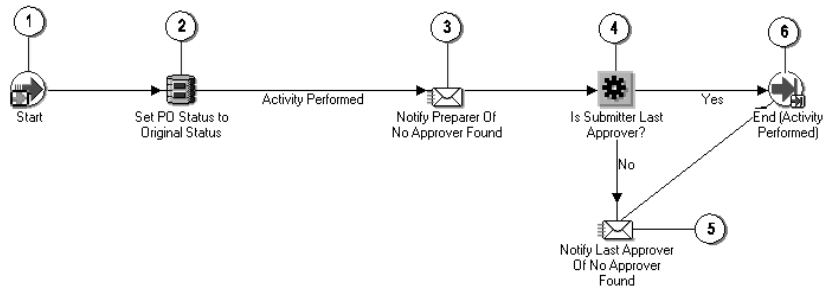 1
2
3
4
6
Start
Set PO Status to
Original Status
Activity Performed
Notify Preparer Of
No Approver Found
Is Submitter Last
Approver?
Yes
End (Activity
Performed)
No
5
Notify Last Approver
Of No Approver
Found